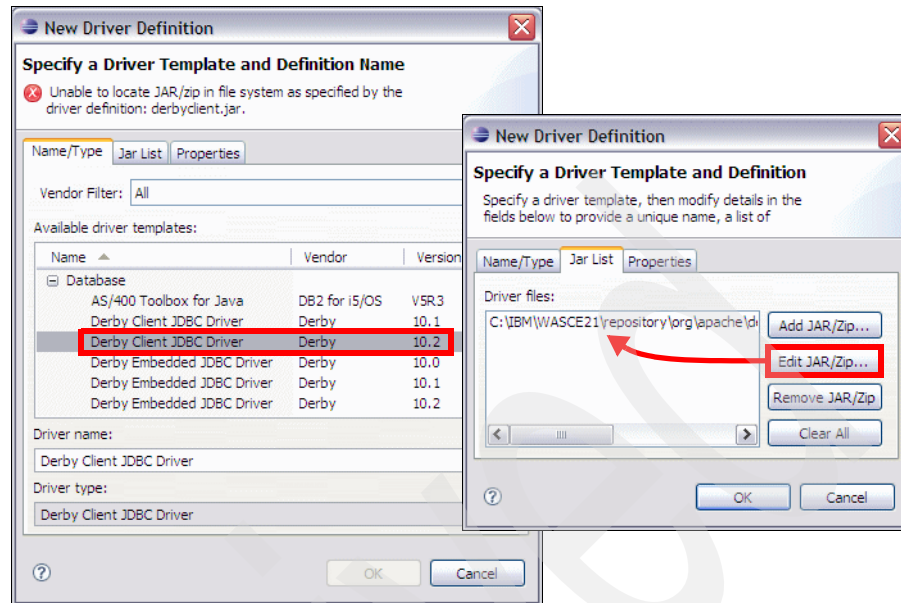 New Driver Definition
Specify a Driver Template and Definition Name
Unable to locate JAR/zip in file system as specified by the
driver definition: derbyclient.jar.
Name/Type Jar List Properties
Vendor Filter: All
Available driver templates:
Name Vendor Version
Database
AS/400 Toolbox for Java DB2 for i5/OS V5R3
Derby Client JDBC Driver Derby 10.1
Derby Client JDBC Driver Derby 10.2
Derby Embedded JDBC Driver Derby 10.0
Derby Embedded JDBC Driver Derby 10.1
Derby Embedded JDBC Driver Derby 10.2
Driver name:
Derby Client JDBC Driver
Driver type:
Derby Client JDBC Driver
OK Cancel
New Driver Definition
Specify a Driver Template and Definition
Specify a driver template, then modify details in the
fields below to provide a unique name, a list of
Name/Type Jar List Properties
Driver files:
C:\IBM\WASCE21\repository\org\apache\d
Add JAR/Zip...
Edit JAR/Zip...
Remove JAR/Zip
Clear All
OK Cancel